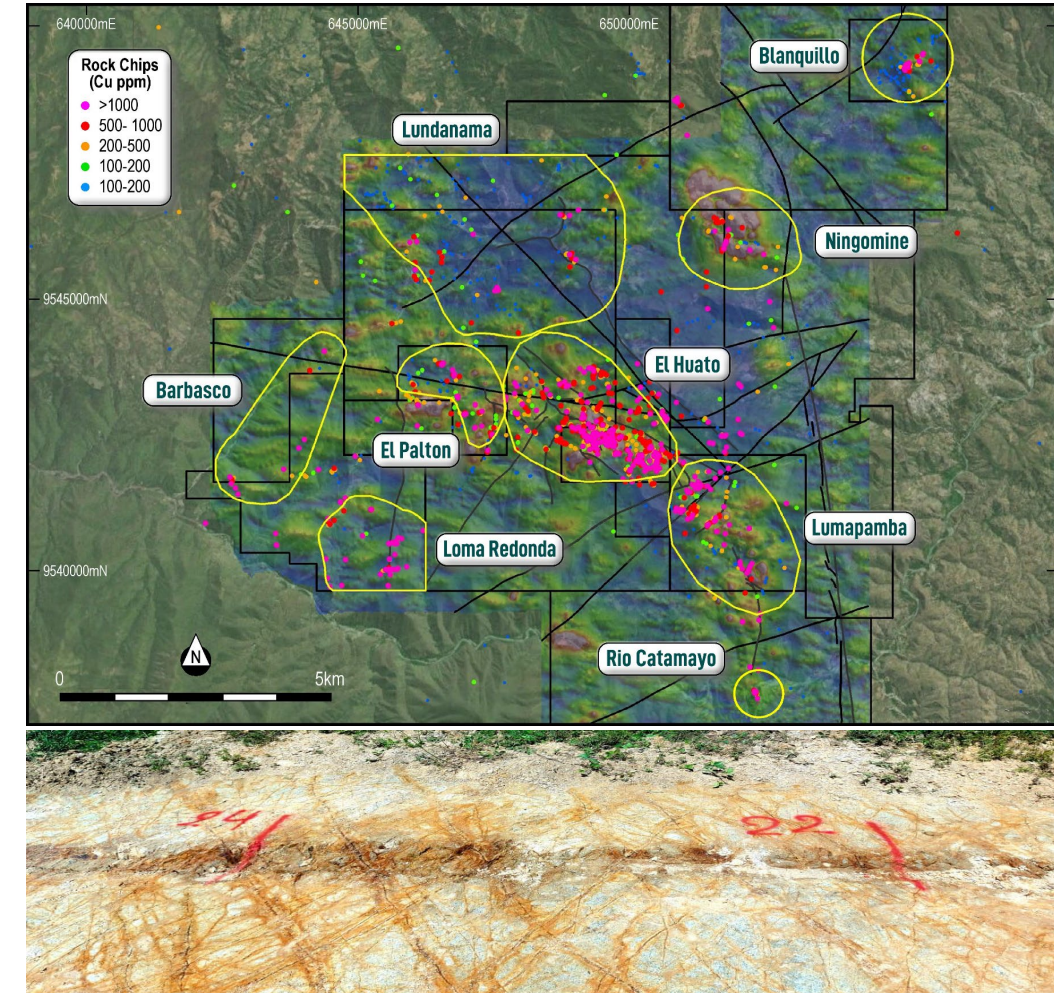 640000mE
645000mE
650000mE
Rock Chips
(Cu ppm)
>1000
500- 1000
200-500
100-200
100-200
Blanquillo
Lundanama
Ningomine
9545000mN
El Huato
Barbasco
El Palton
Lumapamba
Loma Redonda
9540000mN
Rio Catamayo
N
0
5km
24
22